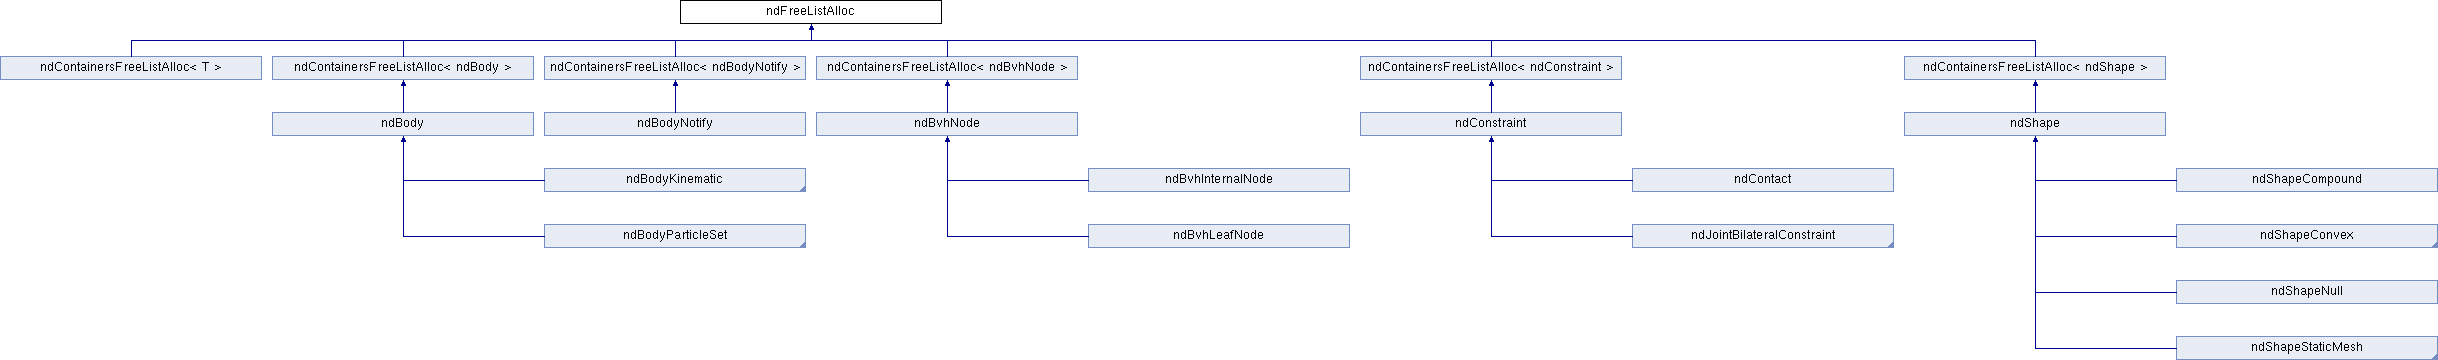 ndFreeListAlloc
ndContainersFreeListAlloc< T >
ndContainersFreeListAlloc< ndBody >
ndContainersFreeListAlloc< ndBodyNotify >
ndContainersFreeListAlloc< ndBvhNode >
ndContainersFreeListAlloc< ndConstraint >
ndContainersFreeListAlloc< ndShape >
ndBody
ndBodyNotify
ndBvhNode
ndConstraint
ndShape
ndBodyKinematic
ndBvhInternalNode
ndContact
ndShapeCompound
ndBodyParticleSet
ndBvhLeafNode
ndJointBilateralConstraint
ndShapeConvex
ndShapeNull
ndShapeStaticMesh